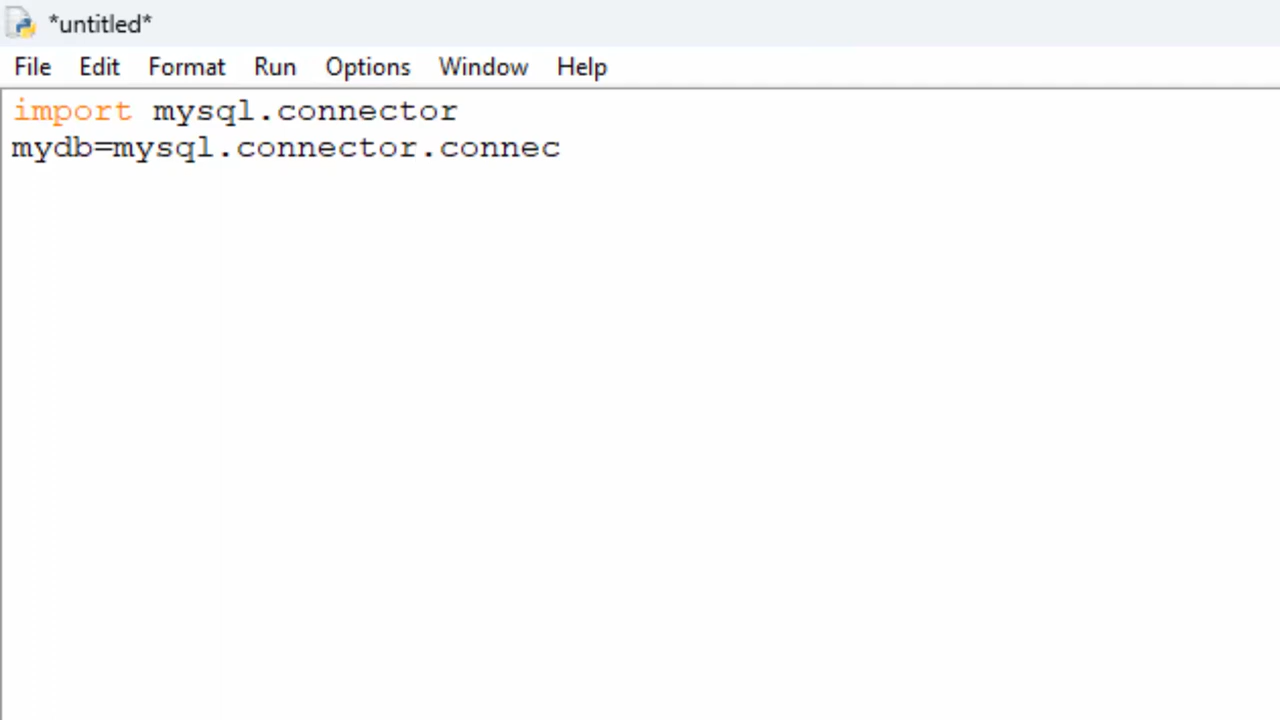 *untitled*
File Edit Format Run Options Window Help
import mysql.connector
mydb=mysql.connector.connec